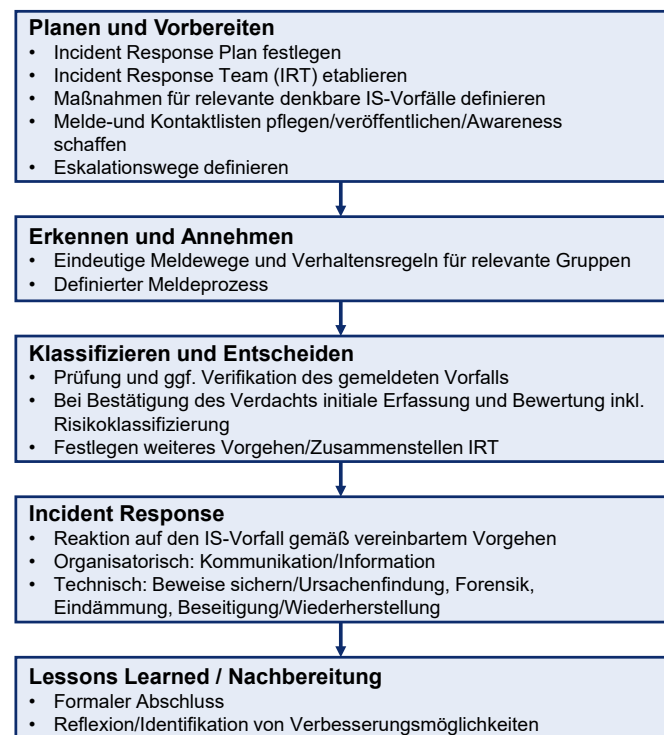 Planen und Vorbereiten
• Incident Response Plan festlegen
• Incident Response Team (IRT) etablieren
• Maßnahmen für relevante denkbare IS-Vorfälle definieren
• Melde-und Kontaktlisten pflegen/veröffentlichen/Awareness
schaffen
• Eskalationswege definieren
Erkennen und Annehmen
• Eindeutige Meldewege und Verhaltensregeln für relevante Gruppen
• Definierter Meldeprozess
Klassifizieren und Entscheiden
• Prüfung und ggf. Verifikation des gemeldeten Vorfalls
• Bei Bestätigung des Verdachts initiale Erfassung und Bewertung inkl.
Risikoklassifizierung
• Festlegen weiteres Vorgehen/Zusammenstellen IRT
Incident Response
• Reaktion auf den IS-Vorfall gemäß vereinbartem Vorgehen
• Organisatorisch: Kommunikation/Information
• Technisch: Beweise sichern/Ursachenfindung, Forensik,
Eindämmung, Beseitigung/Wiederherstellung
Lessons Learned / Nachbereitung
• Formaler Abschluss
• Reflexion/Identifikation von Verbesserungsmöglichkeiten